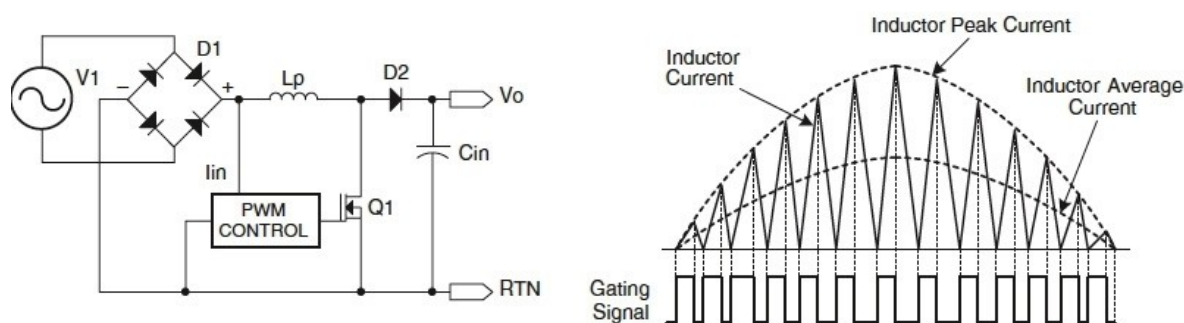 V1
D1
−
+
Lp
D2
Vo
Cin
Iin
PWM
CONTROL
Q1
RTN
Inductor Peak Current
Inductor
Current
Inductor Average
Current
Gating
Signal